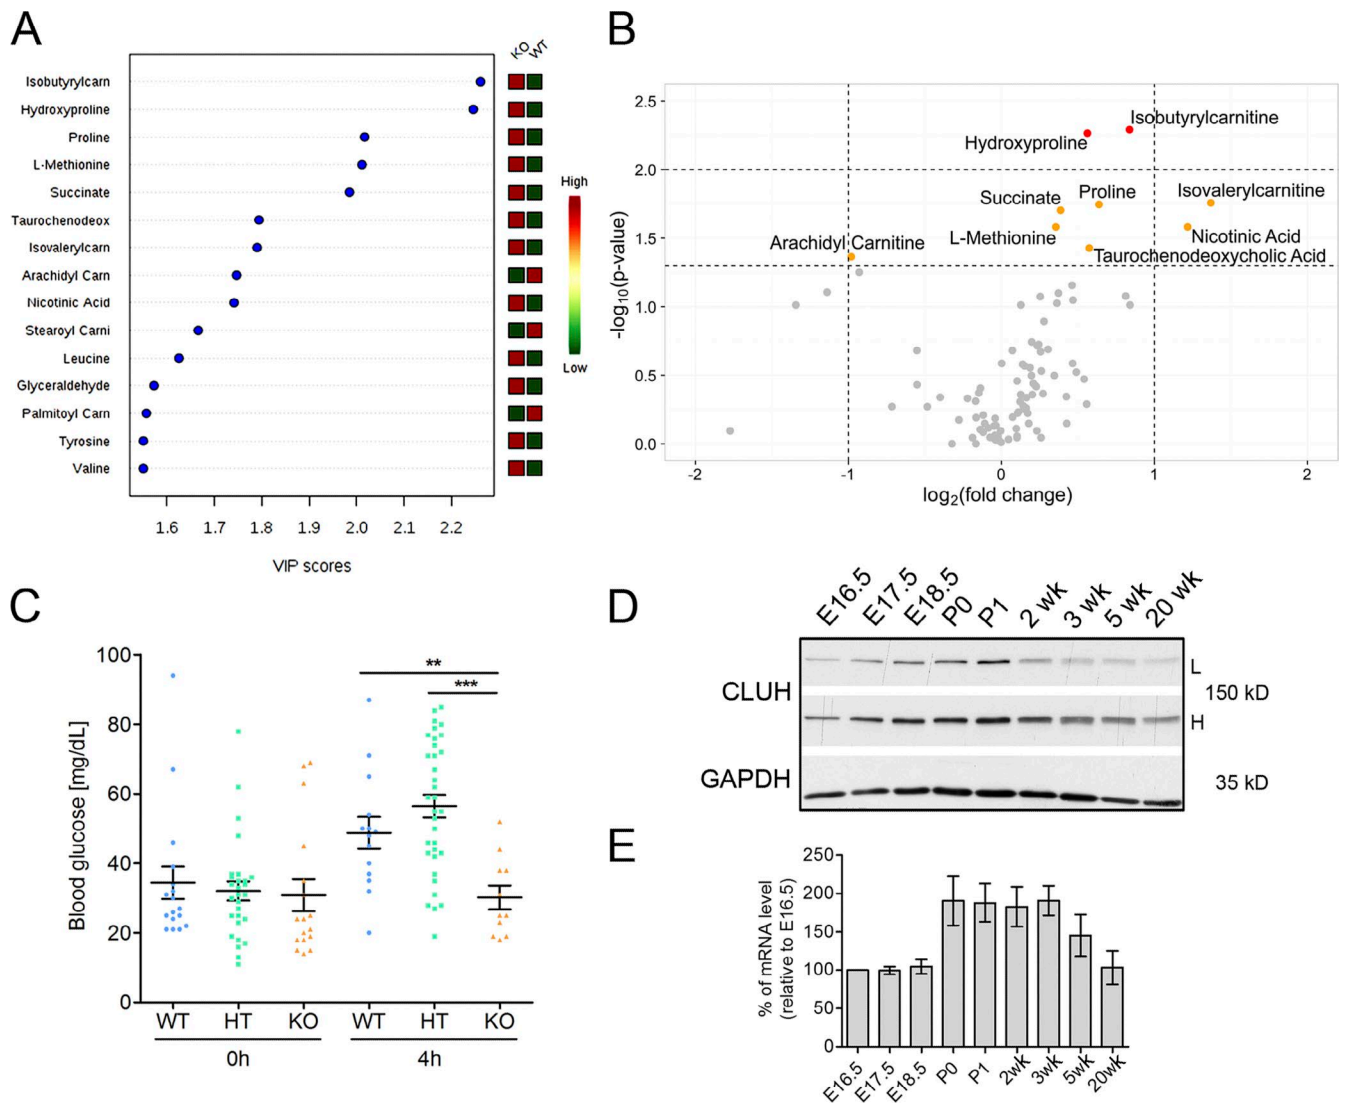 A
KO WT
Isobutyrylcarn
Hydroxyproline
Proline
L-Methionine
Succinate
Taurochenodeox
Isovalerylcarn
Arachidyl Carn
Nicotinic Acid
Stearoyl Carni
Leucine
Glyceraldehyde
Palmitoyl Carn
Tyrosine
Valine
High
Low
1.6 1.7 1.8 1.9 2.0 2.1 2.2
VIP scores
B
2.5
2.0
1.5
1.0
0.5
0.0
-log10(p-value)
Isobutyrylcarnitine
Hydroxyproline
Succinate
Proline
Isovalerylcarnitine
Arachidyl Carnitine
L-Methionine
Nicotinic Acid
Taurochenodeoxycholic Acid
-2 -1 0 1 2
log2(fold change)
C
Blood glucose [mg/dL]
100
80
60
40
20
0
**
***
WT HT KO WT HT KO
0h 4h
D
E16.5 E17.5 E18.5 P0 P1 2 wk 3 wk 5 wk 20 wk
CLUH
L
150 kD
H
GAPDH
35 kD
E
% of mRNA level
(relative to E16.5)
250
200
150
100
50
0
E16.5 E17.5 E18.5 P0 P1 2wk 3wk 5wk 20wk